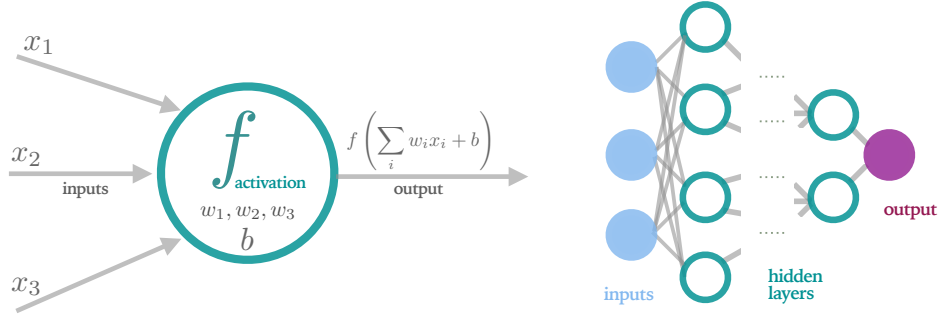 x₁
x₂
inputs
x₃
f
activation
w₁, w₂, w₃
b
f (∑ᵢ wᵢxᵢ + b)
output
.....
.....
.....
.....
inputs
hidden
layers
output